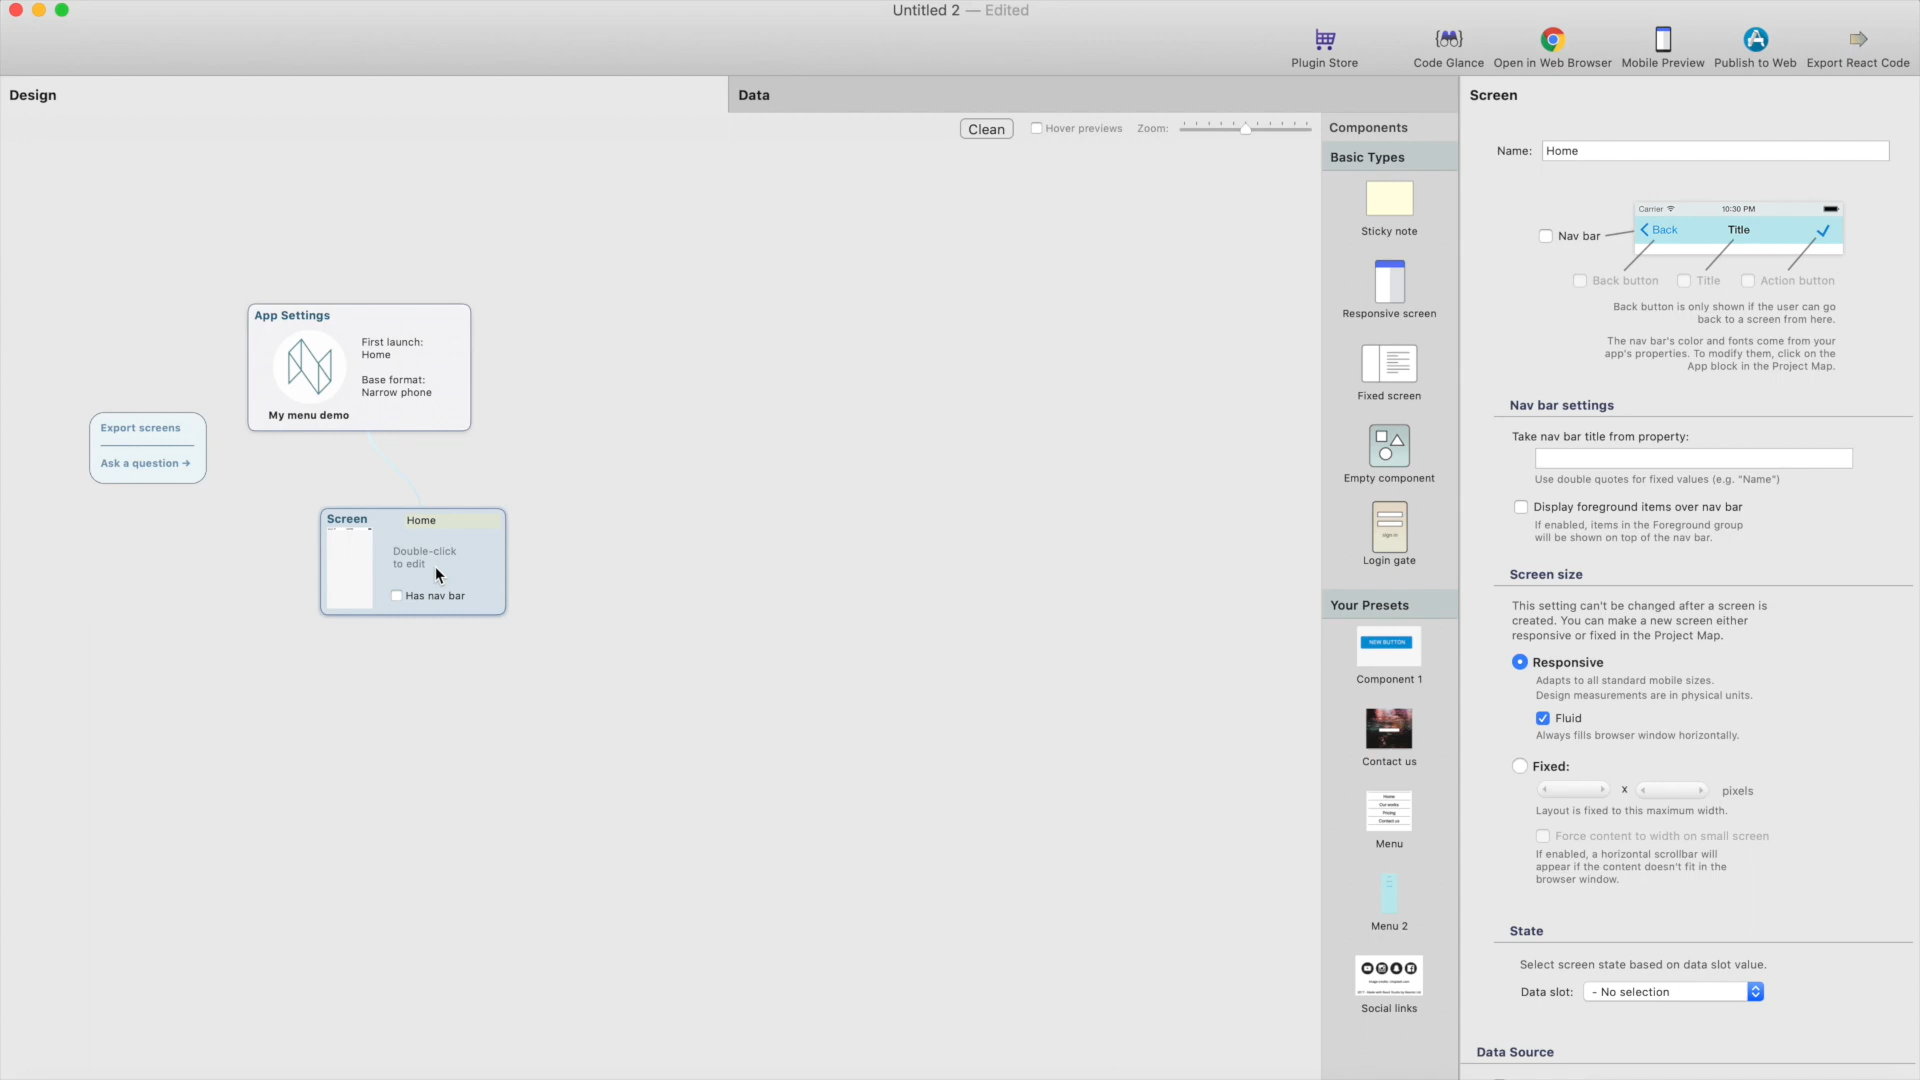 Untitled 2 — Edited
Plugin Store
Code Glance
Open in Web Browser
Mobile Preview
Publish to Web
Export React Code
Design
Data
Clean
Hover previews
Zoom:
App Settings
First launch:
Home
Base format:
Narrow phone
My menu demo
Export screens
Ask a question →
Screen
Home
Double-click
to edit
Has nav bar
Components
Basic Types
Sticky note
Responsive screen
Fixed screen
Empty component
sign in
Login gate
Your Presets
NEW BUTTON
Component 1
Contact us
Home
Our works
Pricing
Contact us
Menu
Menu 2
Social links
Screen
Name: Home
Carrier 10:30 PM
Nav bar
Back Title
Back button Title Action button
Back button is only shown if the user can go
back to a screen from here.
The nav bar's color and fonts come from your
app's properties. To modify them, click on the
App block in the Project Map.
Nav bar settings
Take nav bar title from property:
Use double quotes for fixed values (e.g. "Name")
Display foreground items over nav bar
If enabled, items in the Foreground group
will be shown on top of the nav bar.
Screen size
This setting can't be changed after a screen is
created. You can make a new screen either
responsive or fixed in the Project Map.
Responsive
Adapts to all standard mobile sizes.
Design measurements are in physical units.
Fluid
Always fills browser window horizontally.
Fixed:
x pixels
Layout is fixed to this maximum width.
Force content to width on small screen
If enabled, a horizontal scrollbar will
appear if the content doesn't fit in the
browser window.
State
Select screen state based on data slot value.
Data slot: - No selection
Data Source